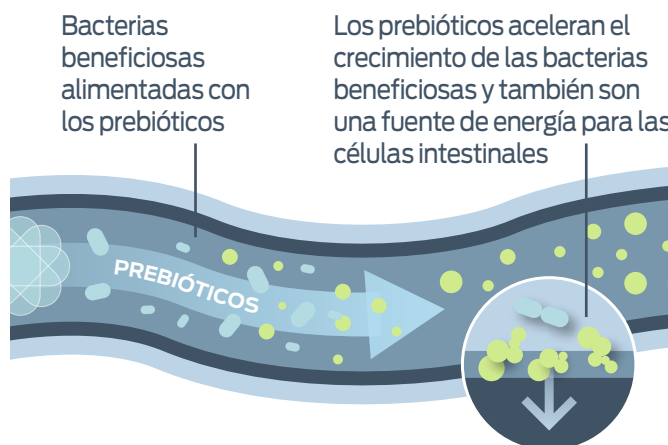 Bacterias
beneficiosas
alimentadas con
los prebióticos
Los prebióticos aceleran el
crecimiento de las bacterias
beneficiosas y también son
una fuente de energía para las
células intestinales
PREBIÓTICOS